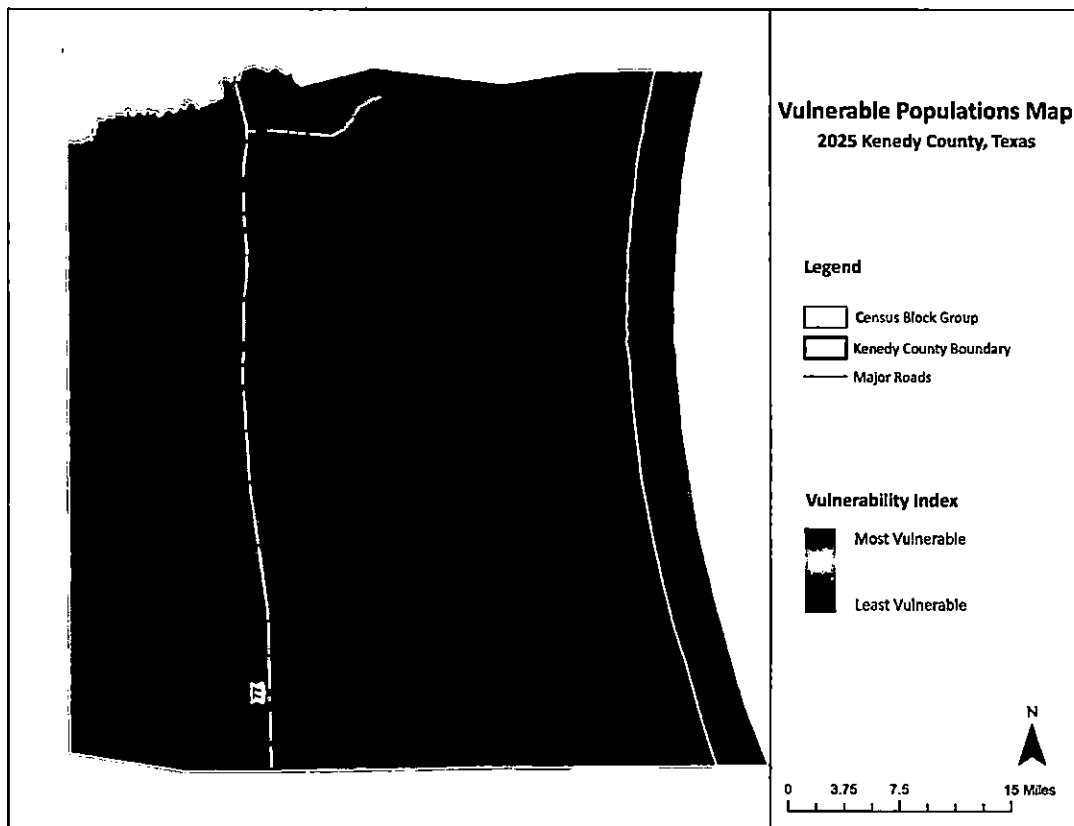 Vulnerable Populations Map
2025 Kenedy County, Texas
Legend
Census Block Group
Kenedy County Boundary
Major Roads
Vulnerability Index
Most Vulnerable
Least Vulnerable
77
N
0 3.75 7.5 15 Miles